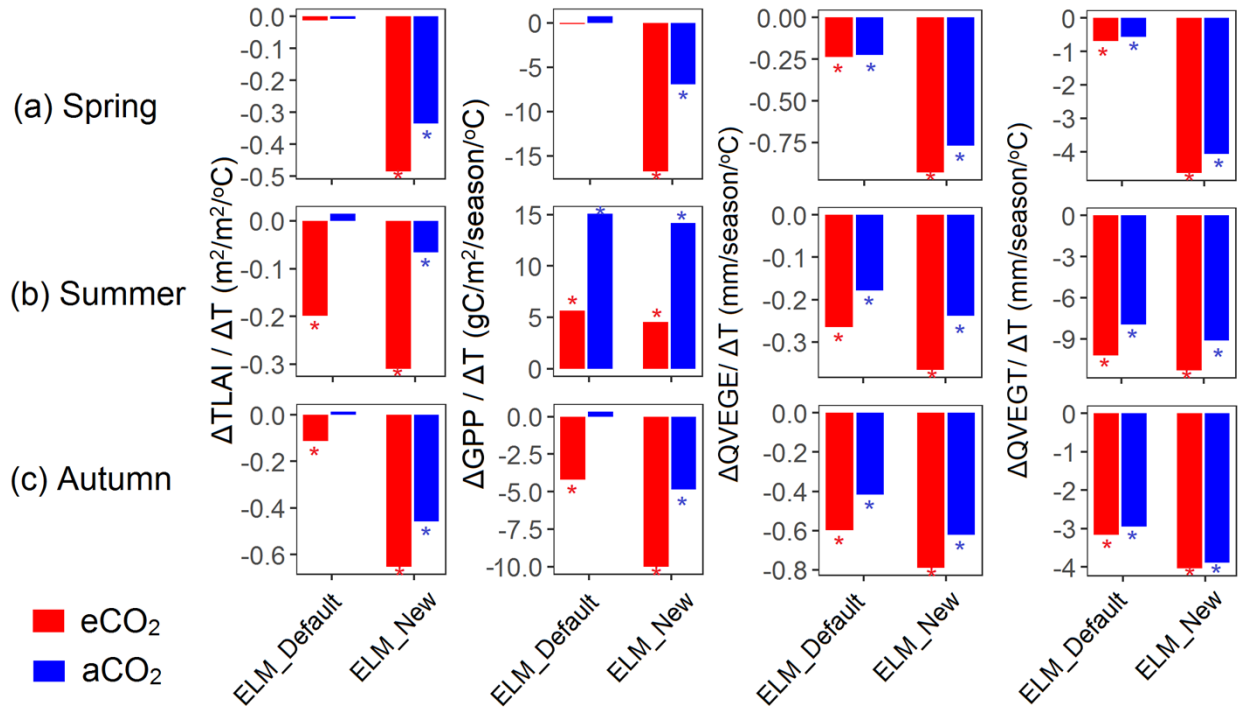 (a) Spring
(b) Summer
(c) Autumn
ΔTLAI / ΔT (m²/m²/ºC)
0.0
-0.1
-0.2
-0.3
-0.4
-0.5
0.0
-0.1
-0.2
-0.3
0.0
-0.2
-0.4
-0.6
ΔGPP / ΔT (gC/m²/season/ºC)
0
-5
-10
-15
15
10
5
0
0.0
-2.5
-5.0
-7.5
-10.0
ΔQVEGE/ ΔT (mm/season/ºC)
0.00
-0.25
-0.50
-0.75
0.0
-0.1
-0.2
-0.3
0.0
-0.2
-0.4
-0.6
-0.8
ΔQVEGT/ ΔT (mm/season/ºC)
0
-1
-2
-3
-4
0
-3
-6
-9
0
-1
-2
-3
-4
* *
* *
* * *
* * * *
* * * *
* * *
* * * *
* * * *
* * *
* * *
* * * *
* * * *
ELM_Default
ELM_New
ELM_Default
ELM_New
ELM_Default
ELM_New
ELM_Default
ELM_New
eCO₂
aCO₂